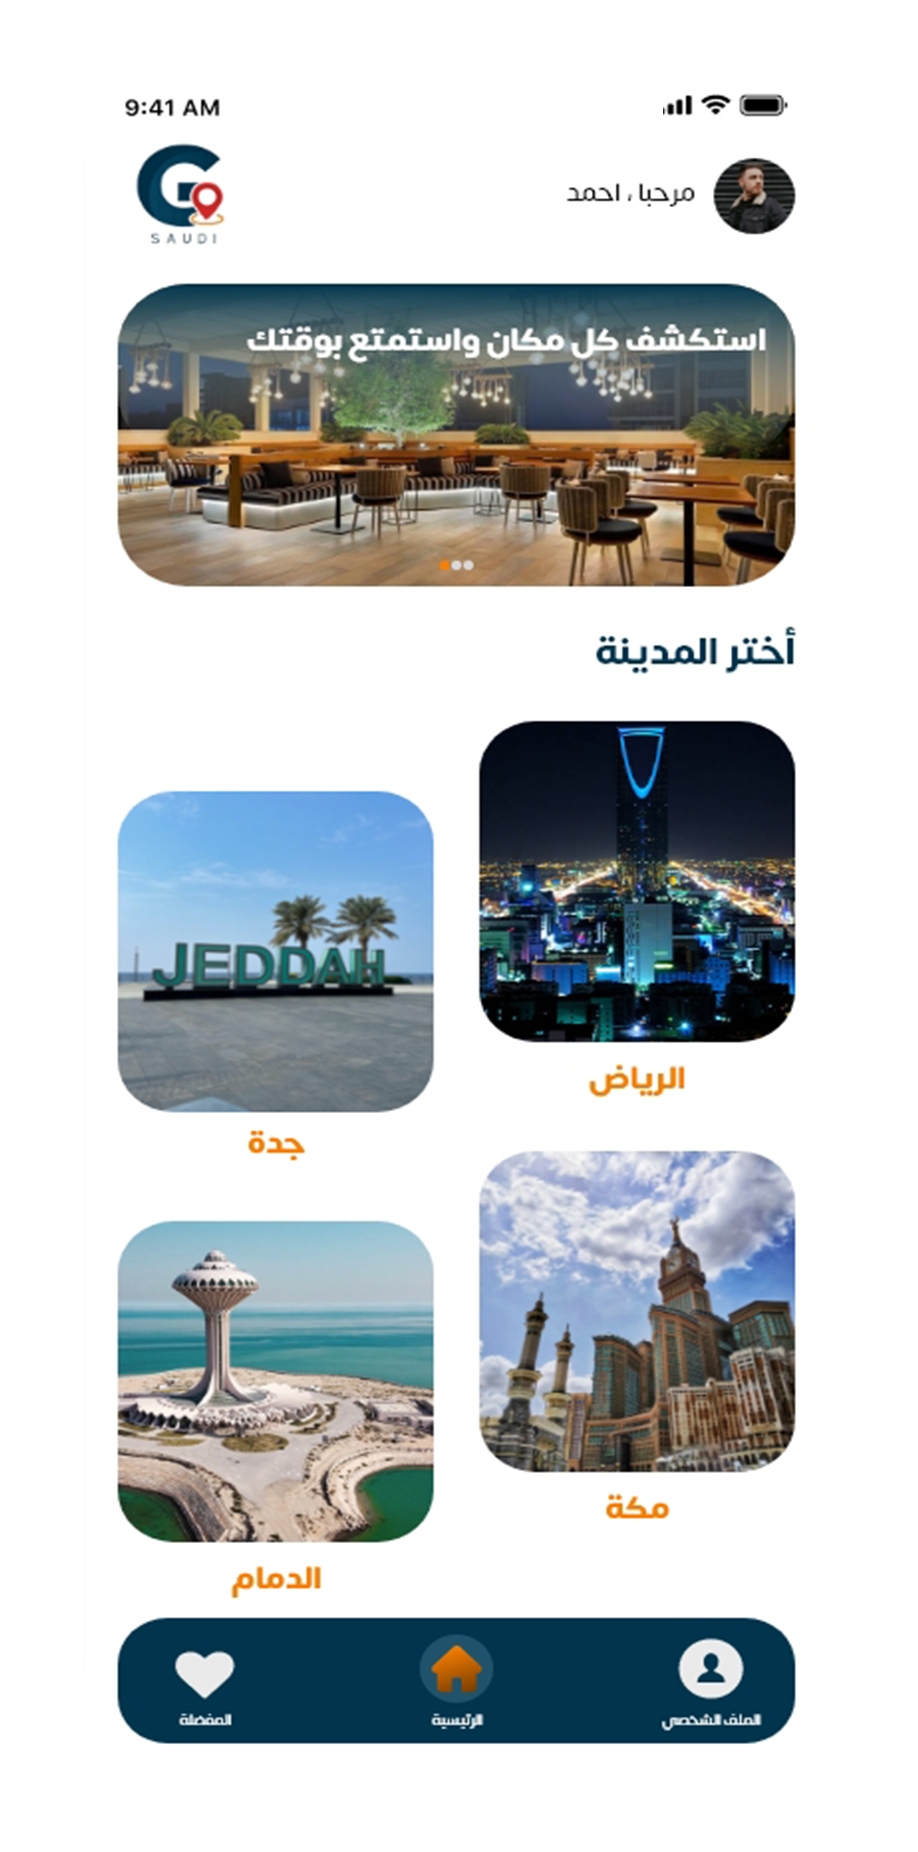 9:41 AM
مرحبا ، احمد
G
SAUDI
استكشف كل مكان واستمتع بوقتك
أختر المدينة
الرياض
JEDDAH
جدة
مكة
الدمام
الملف الشخصي
الرئيسية
المفضلة